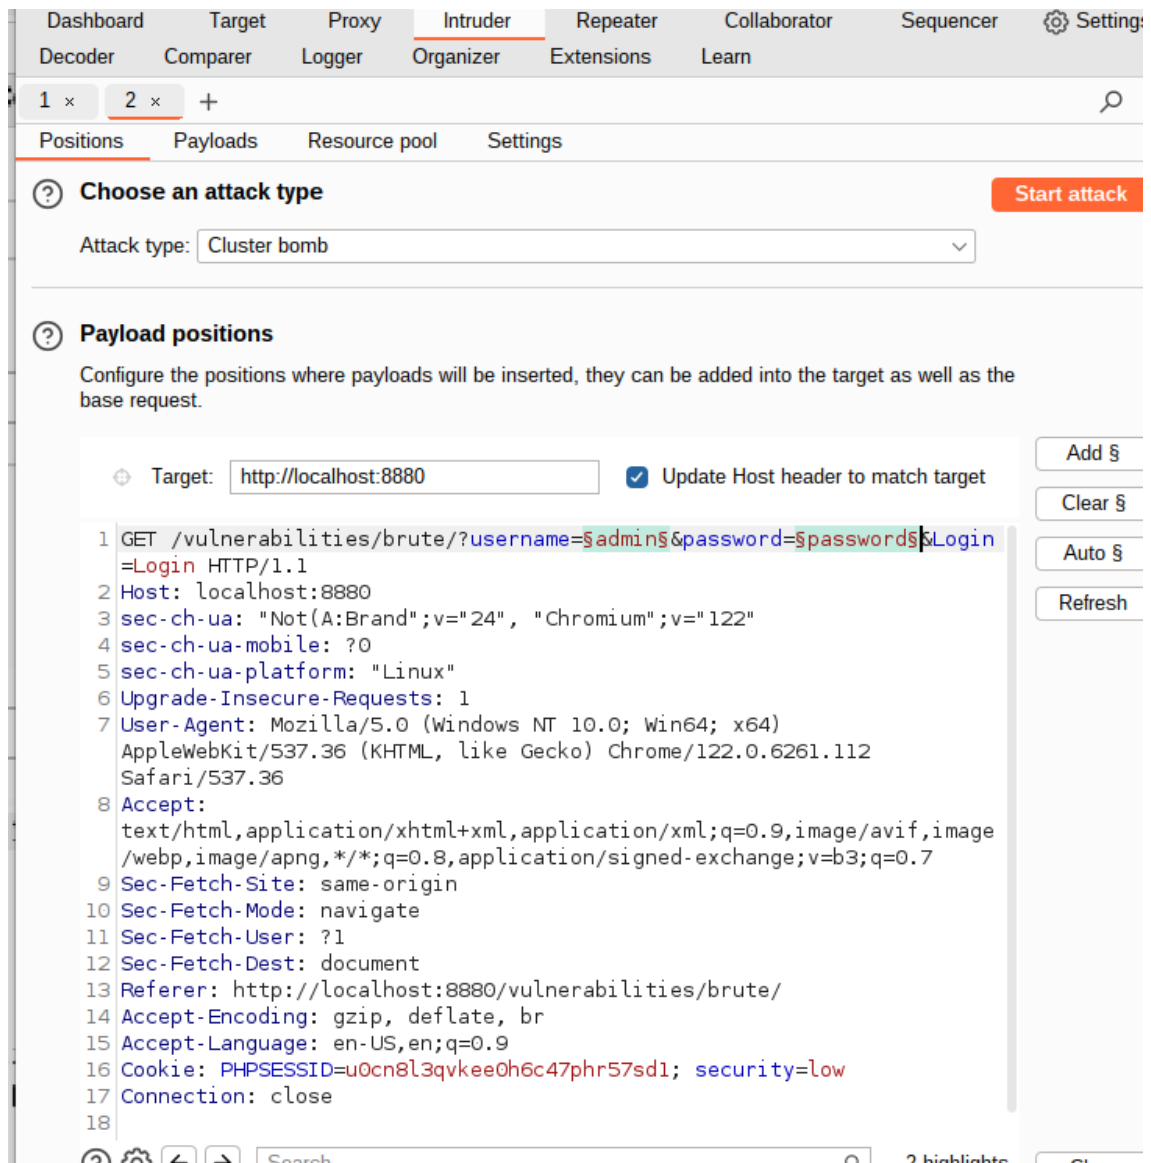 Dashboard Target Proxy Intruder Repeater Collaborator Sequencer Settings
Decoder Comparer Logger Organizer Extensions Learn
1 × 2 × +
Positions Payloads Resource pool Settings
? Choose an attack type Start attack
Attack type: Cluster bomb
? Payload positions
Configure the positions where payloads will be inserted, they can be added into the target as well as the
base request.
Add §
Target: http://localhost:8880 Update Host header to match target
Clear §
1 GET /vulnerabilities/brute/?username=§admin§&password=§password§&Login
Auto §
=Login HTTP/1.1
2 Host: localhost:8880
Refresh
3 sec-ch-ua: "Not(A:Brand";v="24", "Chromium";v="122"
4 sec-ch-ua-mobile: ?0
5 sec-ch-ua-platform: "Linux"
6 Upgrade-Insecure-Requests: 1
7 User-Agent: Mozilla/5.0 (Windows NT 10.0; Win64; x64)
AppleWebKit/537.36 (KHTML, like Gecko) Chrome/122.0.6261.112
Safari/537.36
8 Accept:
text/html,application/xhtml+xml,application/xml;q=0.9,image/avif,image
/webp,image/apng,*/*;q=0.8,application/signed-exchange;v=b3;q=0.7
9 Sec-Fetch-Site: same-origin
10 Sec-Fetch-Mode: navigate
11 Sec-Fetch-User: ?1
12 Sec-Fetch-Dest: document
13 Referer: http://localhost:8880/vulnerabilities/brute/
14 Accept-Encoding: gzip, deflate, br
15 Accept-Language: en-US,en;q=0.9
16 Cookie: PHPSESSID=u0cn8l3qvkee0h6c47phr57sd1; security=low
17 Connection: close
18
Search 2 highlights